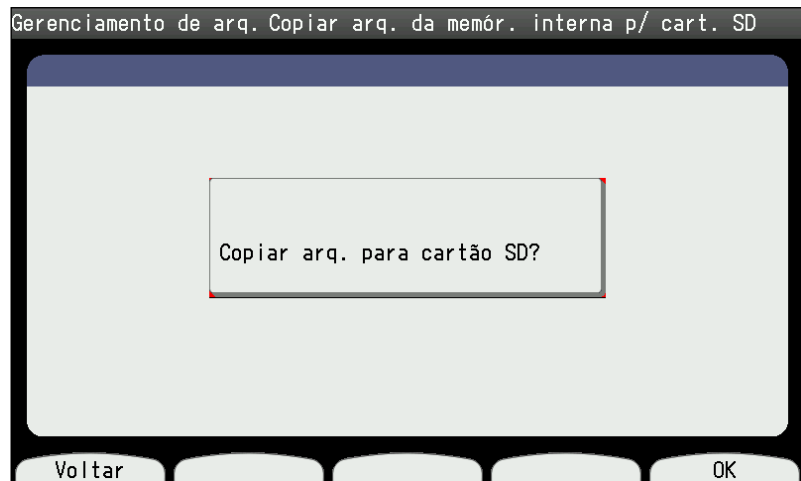 Gerenciamento de arq. Copiar arq. da memór. interna p/ cart. SD
Copiar arq. para cartão SD?
Voltar OK